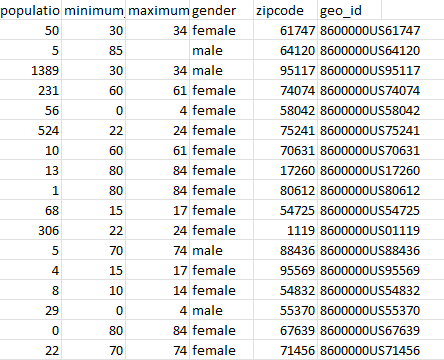 populatio minimum_ maximum_ gender zipcode geo_id
50 30 34 female 61747 8600000US61747
5 85 male 64120 8600000US64120
1389 30 34 male 95117 8600000US95117
231 60 61 female 74074 8600000US74074
56 0 4 female 58042 8600000US58042
524 22 24 female 75241 8600000US75241
10 60 61 female 70631 8600000US70631
13 80 84 female 17260 8600000US17260
1 80 84 female 80612 8600000US80612
68 15 17 female 54725 8600000US54725
306 22 24 female 1119 8600000US01119
5 70 74 male 88436 8600000US88436
4 15 17 female 95569 8600000US95569
8 10 14 female 54832 8600000US54832
29 0 4 male 55370 8600000US55370
0 80 84 female 67639 8600000US67639
22 70 74 female 71456 8600000US71456